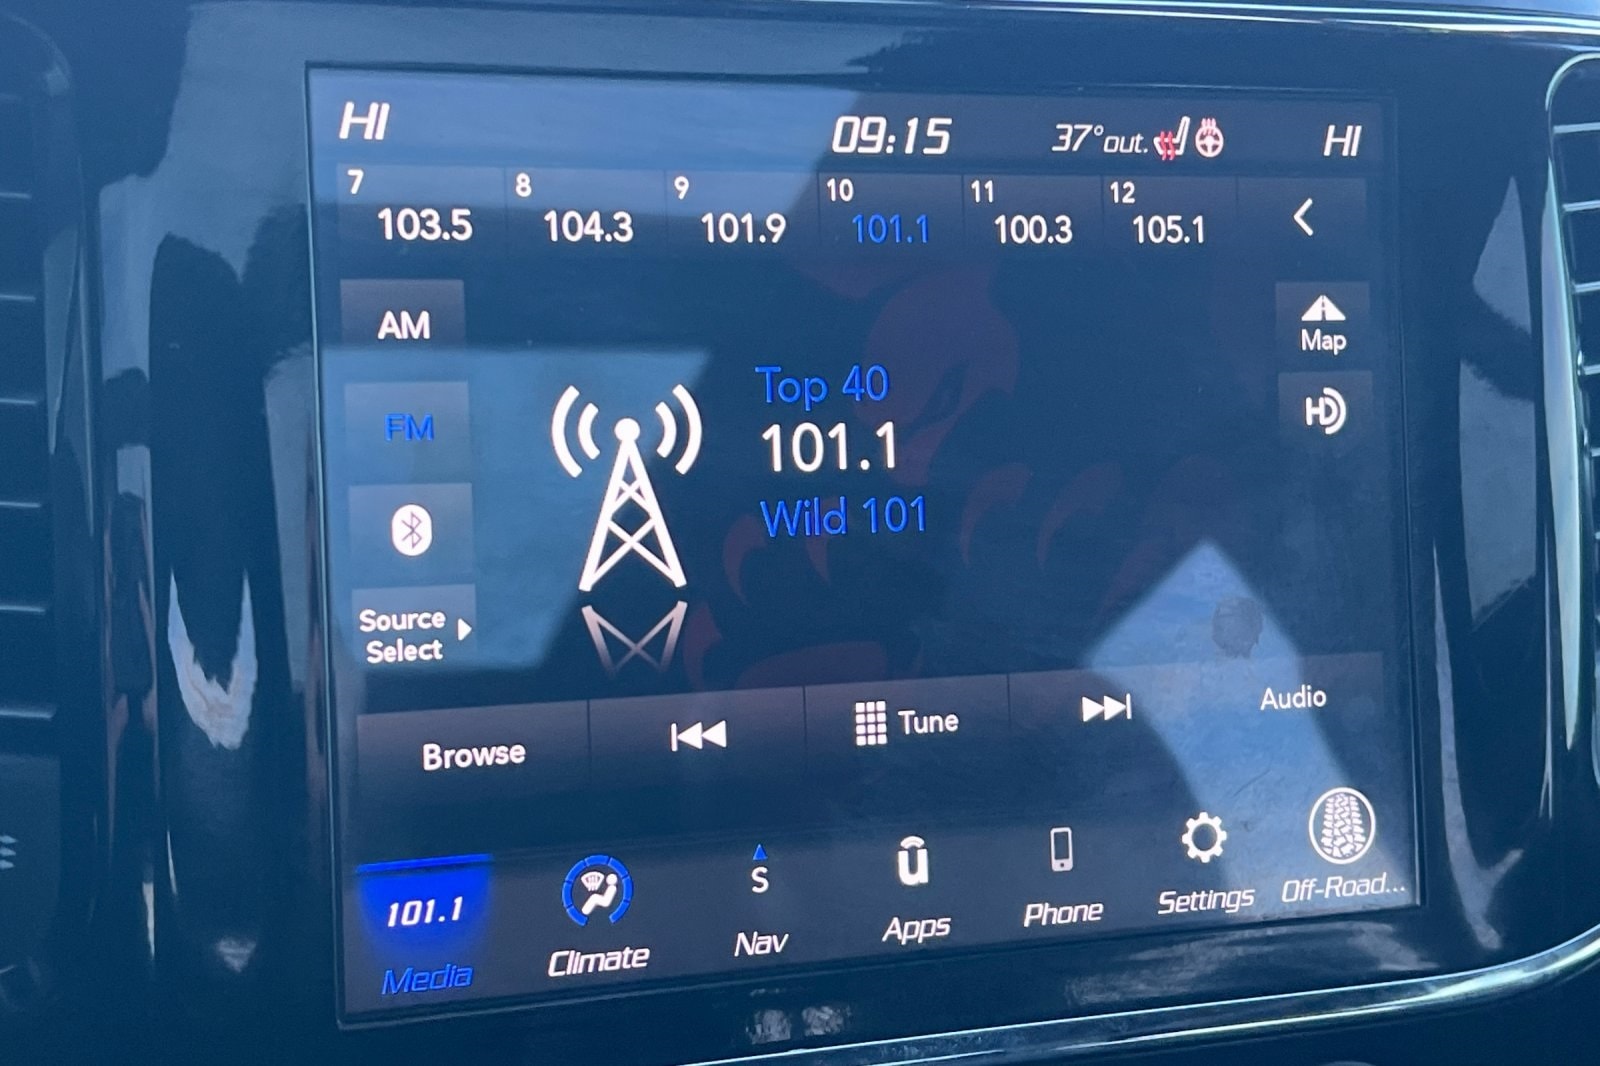 HI 09:15 37°out. HI
7 8 9 10 11 12
103.5 104.3 101.9 101.1 100.3 105.1
AM
Map
FM
HD
Top 40
101.1
Wild 101
Source
Select
Browse Tune Audio
101.1 S u
Media Climate Nav Apps Phone Settings Off-Road...